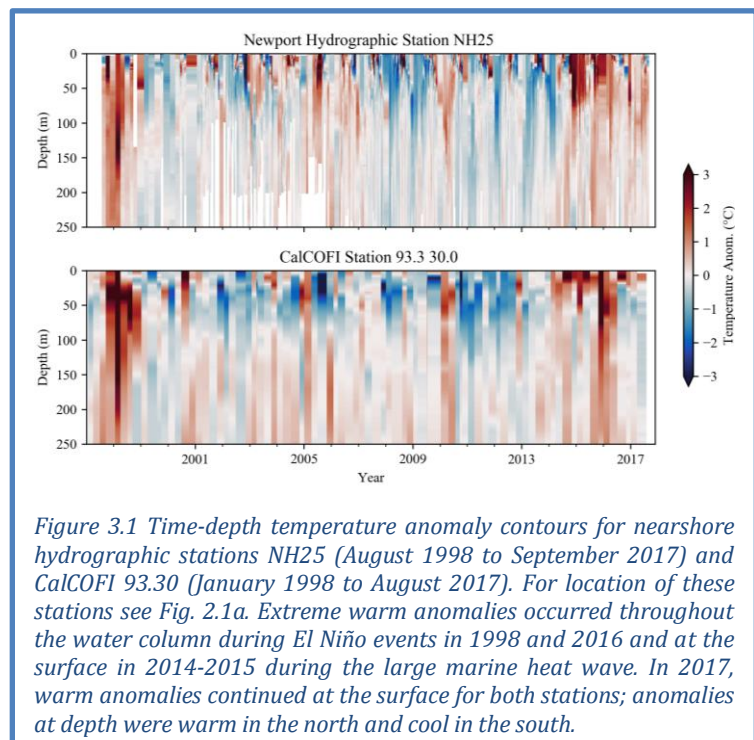 Newport Hydrographic Station NH25
0
50
100
150
200
250
Depth (m)
CalCOFI Station 93.3 30.0
0
50
100
150
200
250
Depth (m)
2001 2005 2009 2013 2017
Year
3
2
1
0
−1
−2
−3
Temperature Anom. (°C)
Figure 3.1 Time-depth temperature anomaly contours for nearshore
hydrographic stations NH25 (August 1998 to September 2017) and
CalCOFI 93.30 (January 1998 to August 2017). For location of these
stations see Fig. 2.1a. Extreme warm anomalies occurred throughout
the water column during El Niño events in 1998 and 2016 and at the
surface in 2014-2015 during the large marine heat wave. In 2017,
warm anomalies continued at the surface for both stations; anomalies
at depth were warm in the north and cool in the south.